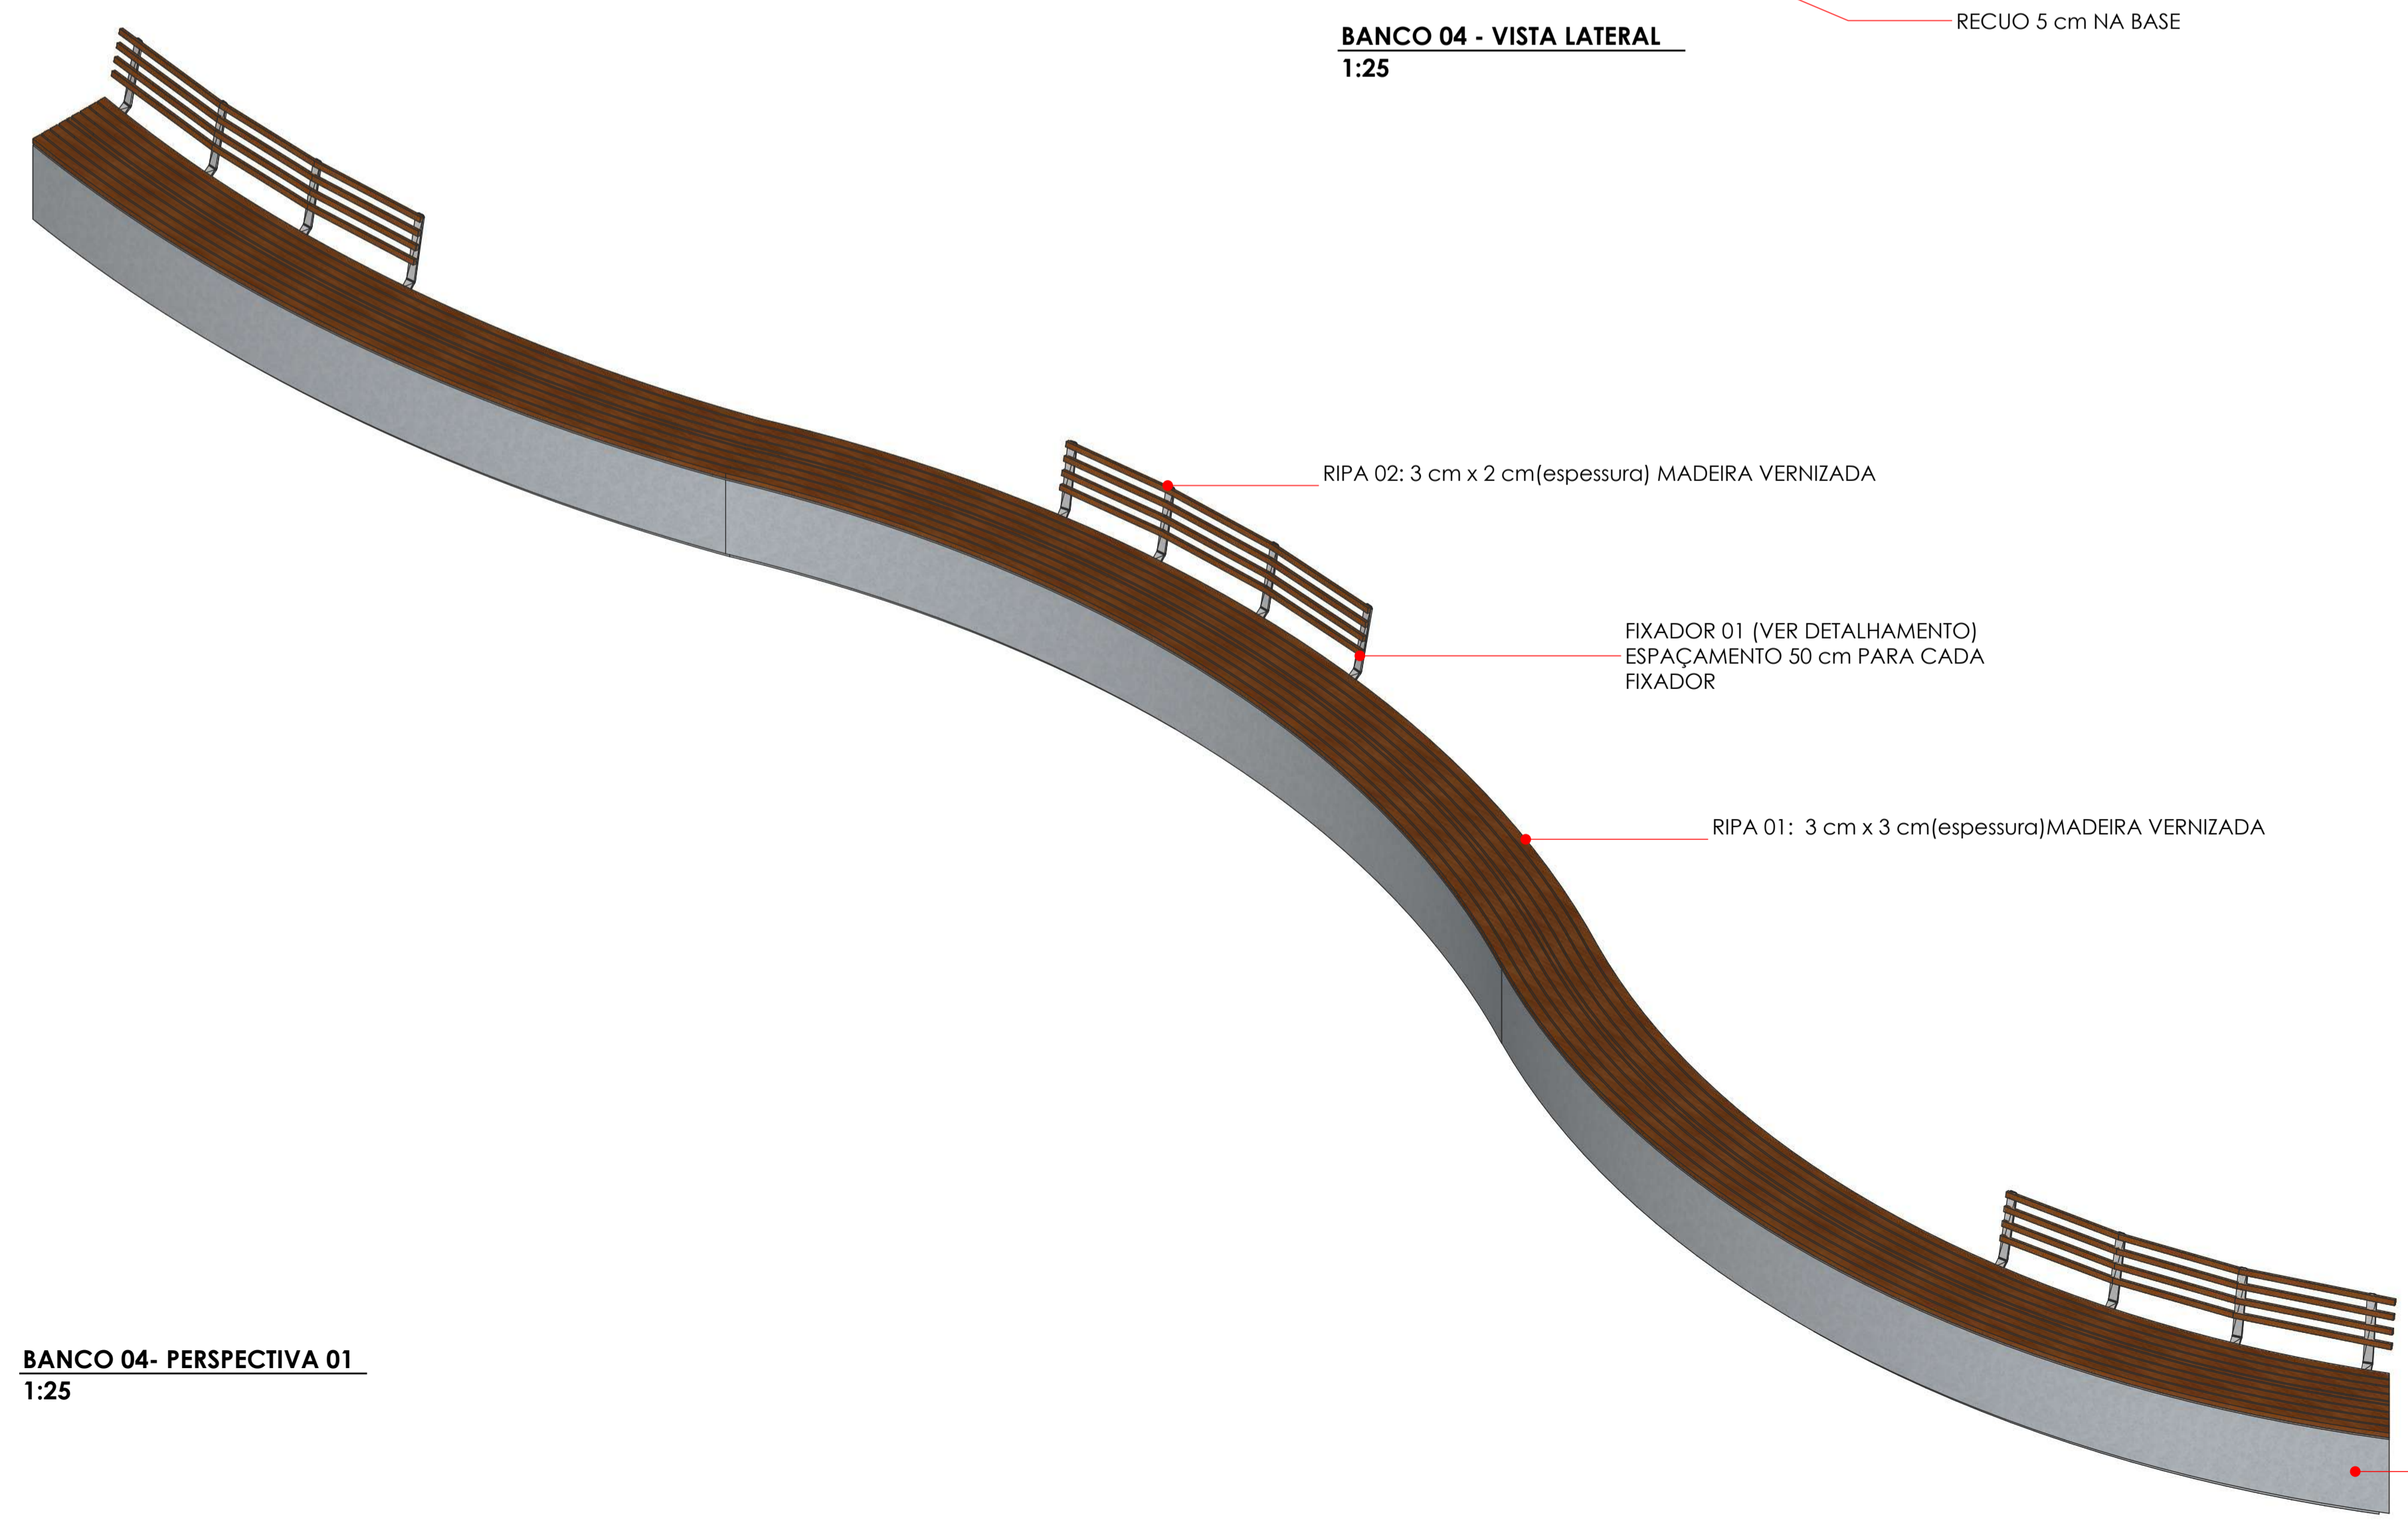 RECUO 5 cm NA BASE
BANCO 04 - VISTA LATERAL
1:25
RIPA 02: 3 cm x 2 cm(espessura) MADEIRA VERNIZADA
FIXADOR 01 (VER DETALHAMENTO)
ESPAÇAMENTO 50 cm PARA CADA
FIXADOR
RIPA 01:  3 cm x 3 cm(espessura)MADEIRA VERNIZADA
BANCO 04- PERSPECTIVA 01
1:25